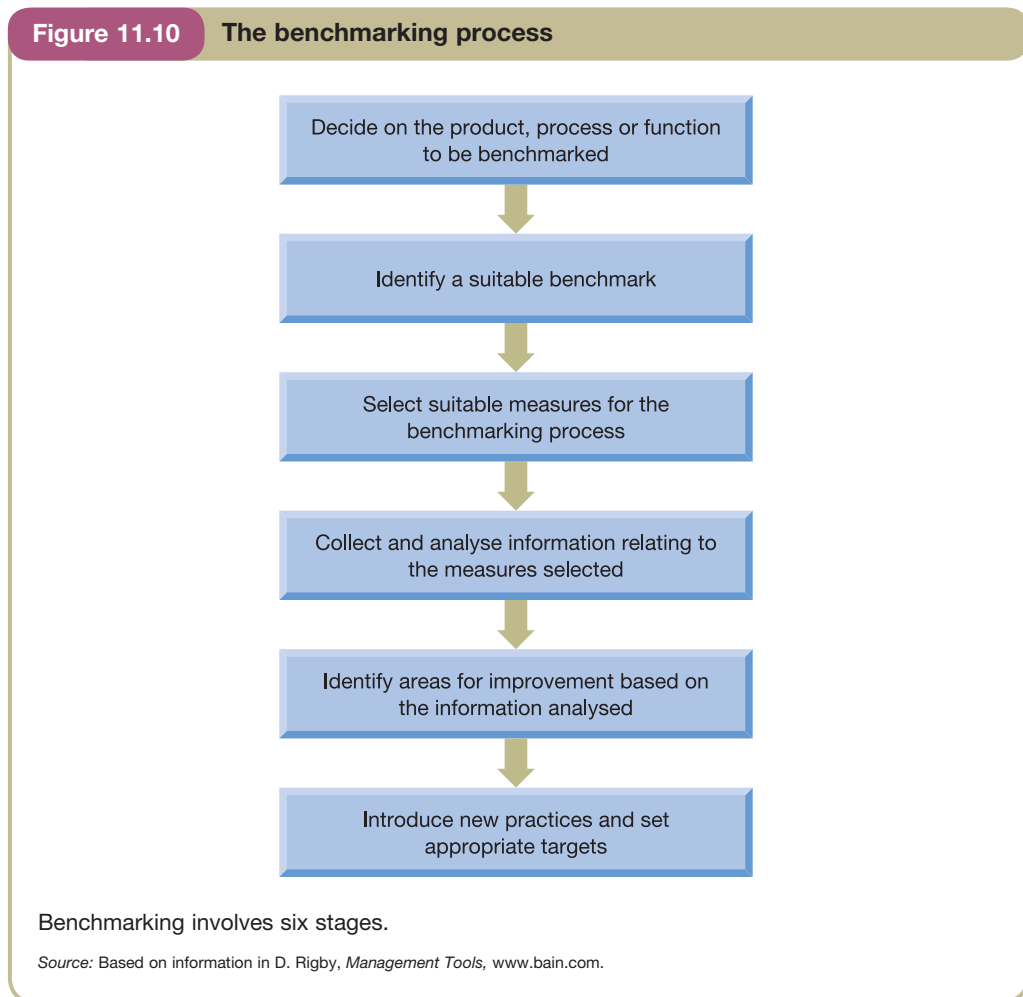 Figure 11.10 The benchmarking process
Decide on the product, process or function
to be benchmarked
Identify a suitable benchmark
Select suitable measures for the
benchmarking process
Collect and analyse information relating to
the measures selected
Identify areas for improvement based on
the information analysed
Introduce new practices and set
appropriate targets
Benchmarking involves six stages.
Source: Based on information in D. Rigby, Management Tools, www.bain.com.